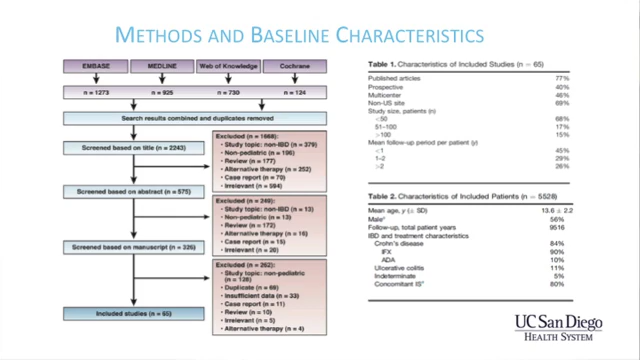 METHODS AND BASELINE CHARACTERISTICS
EMBASE
MEDLINE
Web of Knowledge
Cochrane
n = 1273
n = 925
n = 730
n = 124
Search results combined and duplicates removed
Screened based on title (n = 2243)
Excluded (n = 1668)
• Study topic: non-IBD (n = 379)
• Non-pediatric (n = 196)
• Review (n = 177)
• Alternative therapy (n = 252)
• Case report (n = 70)
• Irrelevant (n = 594)
Screened based on abstract (n = 575)
Excluded (n = 249)
• Study topic: non-IBD (n = 13)
• Non-pediatric (n = 13)
• Review (n = 172)
• Alternative therapy (n = 16)
• Case report (n = 15)
• Irrelevant (n = 20)
Screened based on manuscript (n = 326)
Excluded (n = 262)
• Study topic: non-pediatric
(n = 128)
• Duplicate (n = 69)
• Insufficient data (n = 33)
• Case report (n = 11)
• Review (n = 10)
• Irrelevant (n = 5)
• Alternative therapy (n = 4)
Included studies (n = 65)
Table 1. Characteristics of Included Studies (n = 65)
Published articles 77%
Prospective 40%
Multicenter 46%
Non-US site 69%
Study size, patients (n)
<50 68%
51–100 17%
>100 15%
Mean follow-up period per patient (y)
<1 45%
1–2 29%
>2 26%
Table 2. Characteristics of Included Patients (n = 5528)
Mean age, y (± SD) 13.6 ± 2.2
Male 56%
Follow-up, total patient years 9516
IBD and treatment characteristics
Crohn's disease 84%
IFX 90%
ADA 10%
Ulcerative colitis 11%
Indeterminate 5%
Concomitant IS 80%
UC San Diego
HEALTH SYSTEM